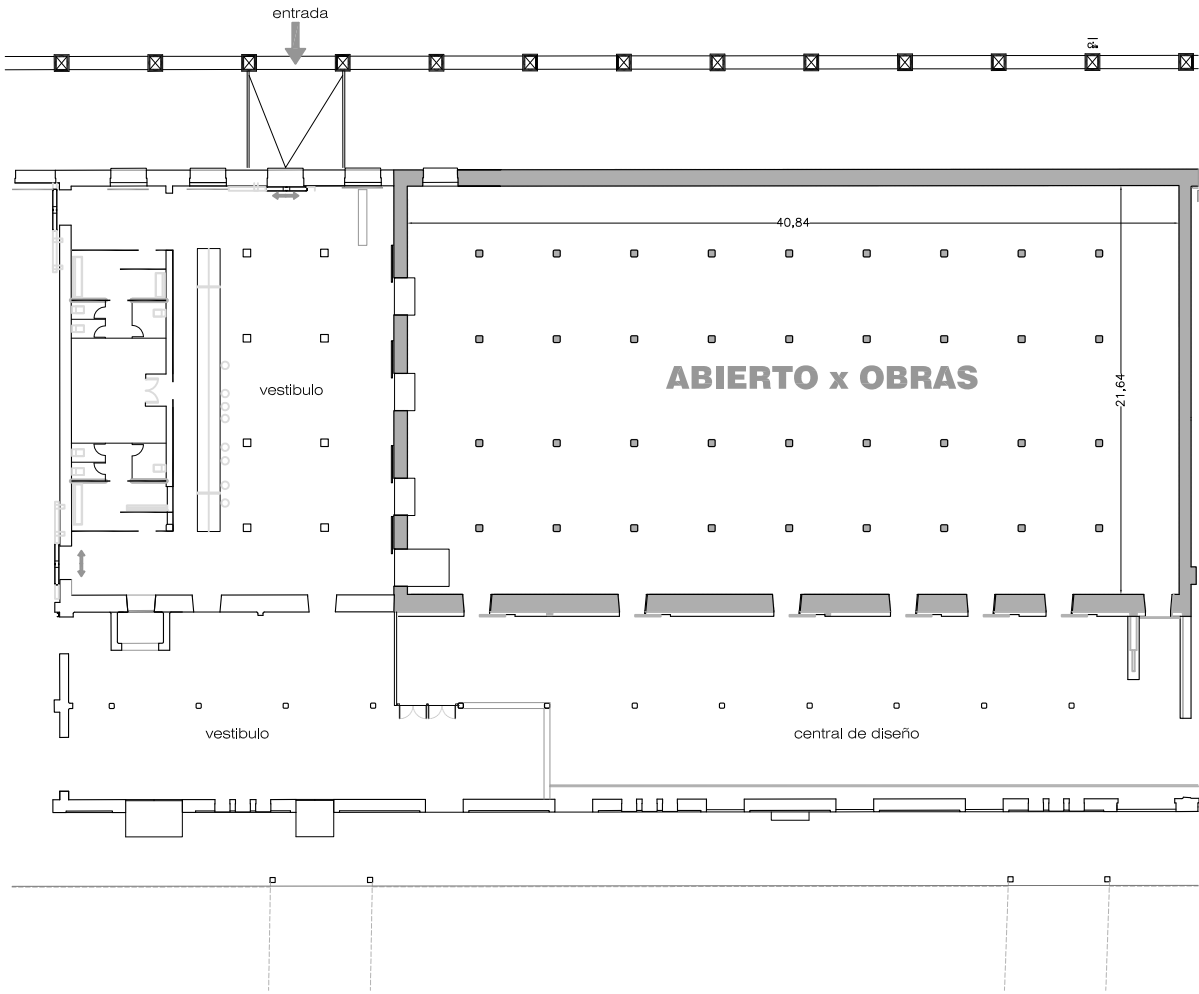 entrada
40,84
ABIERTO x OBRAS
21,64
vestibulo
vestibulo
central de diseño